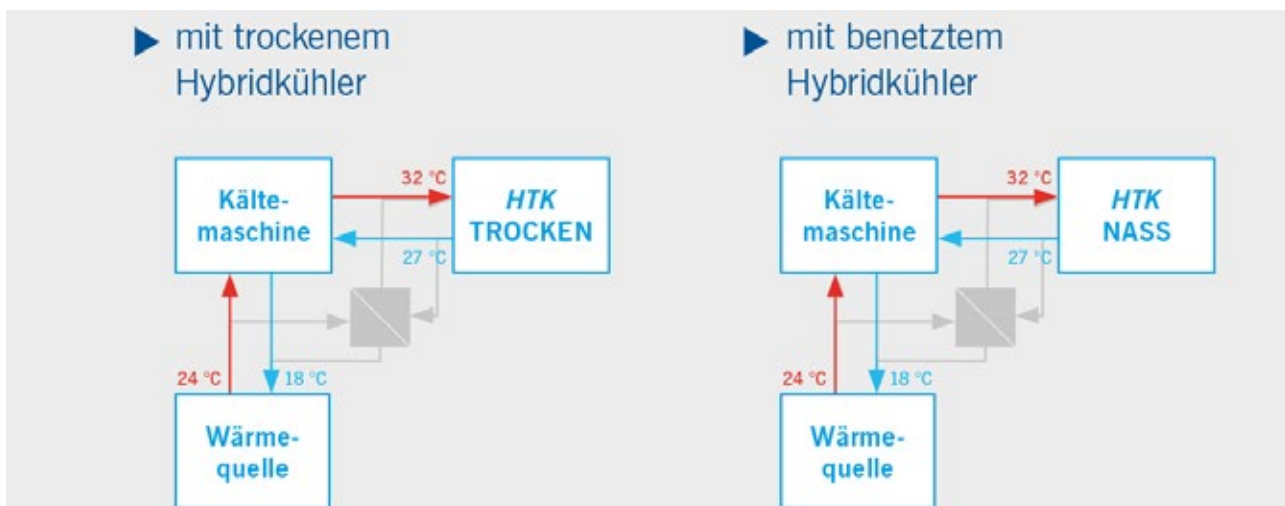 mit trockenem
Hybridkühler
Kälte-
maschine
32 °C
HTK
TROCKEN
27 °C
24 °C
18 °C
Wärme-
quelle
mit benetztem
Hybridkühler
Kälte-
maschine
32 °C
HTK
NASS
27 °C
24 °C
18 °C
Wärme-
quelle